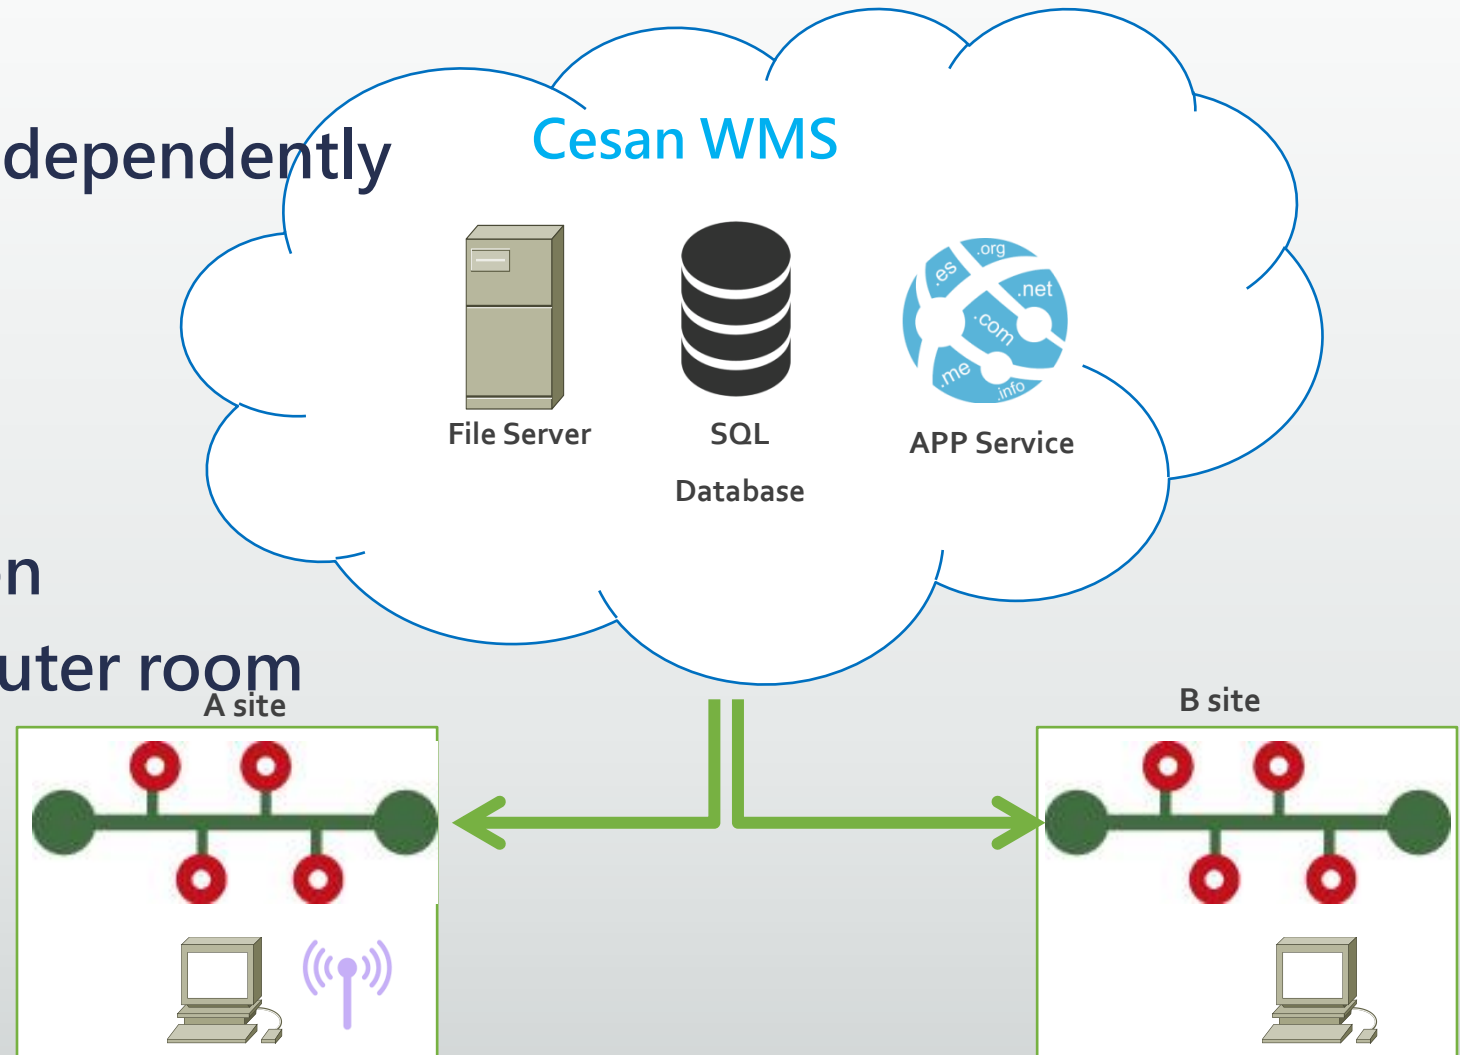 dependently
Cesan WMS
.org
.es
.net
.com
.me
.info
File Server
SQL
Database
APP Service
n
uter room
A site
B site